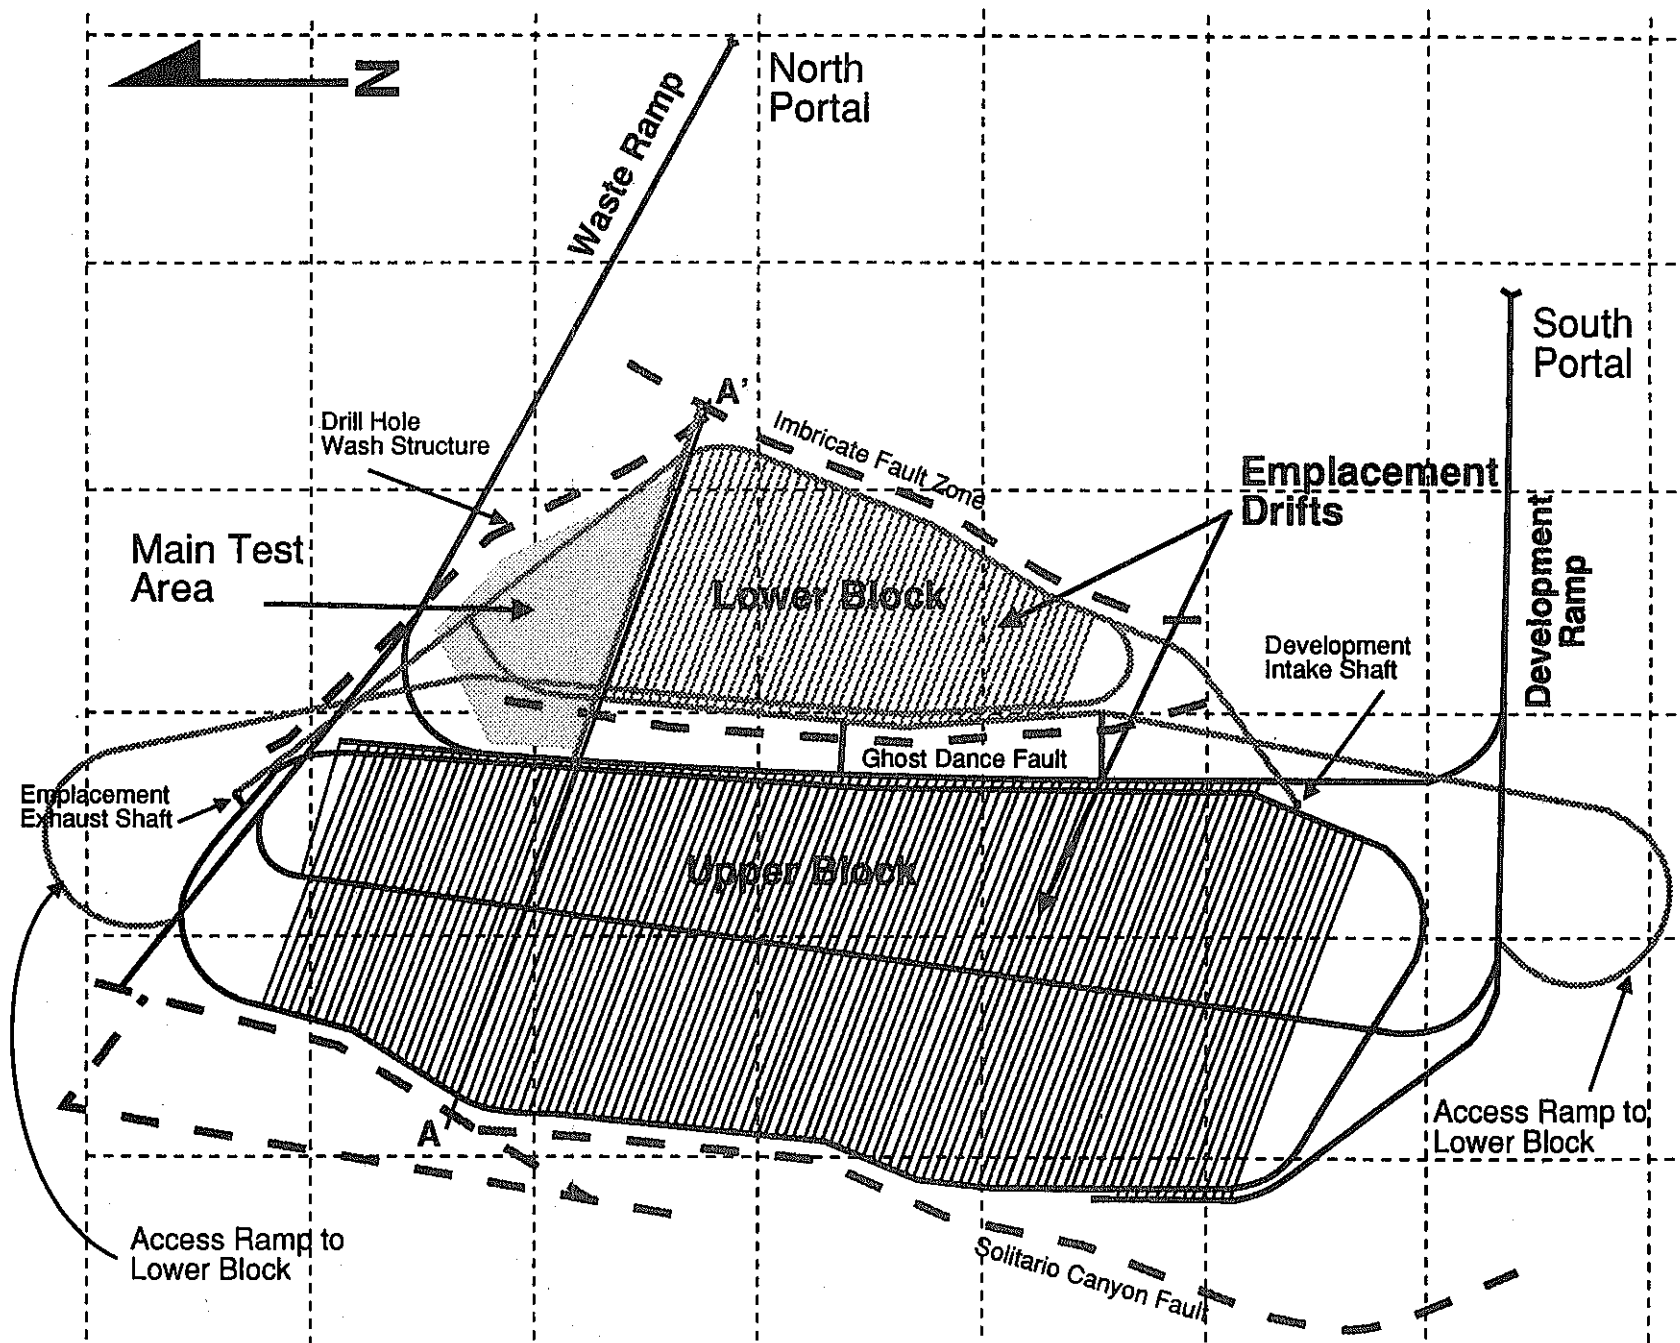 N
North
Portal
Waste Ramp
South
Portal
A'
Drill Hole
Wash Structure
Imbricate Fault Zone
Emplacement
Drifts
Main Test
Area
Lower Block
Development
Ramp
Development
Intake Shaft
Ghost Dance Fault
Emplacement
Exhaust Shaft
Upper Block
A
Access Ramp to
Lower Block
Access Ramp to
Lower Block
Solitario Canyon Fault